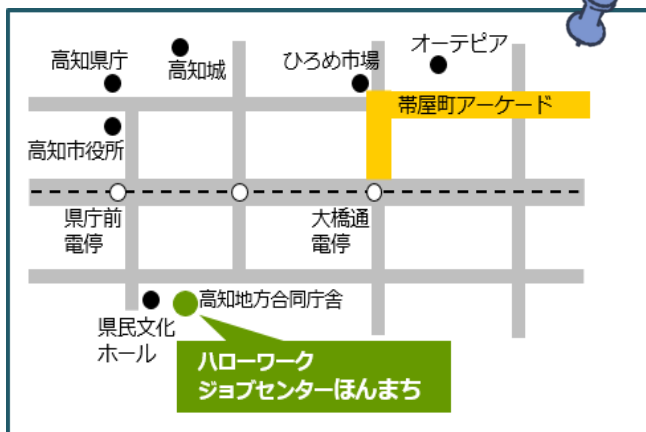 高知県庁
高知城
ひろめ市場
オーテピア
帯屋町アーケード
高知市役所
県庁前
電停
大橋通
電停
高知地方合同庁舎
県民文化
ホール
ハローワーク
ジョブセンターほんまち